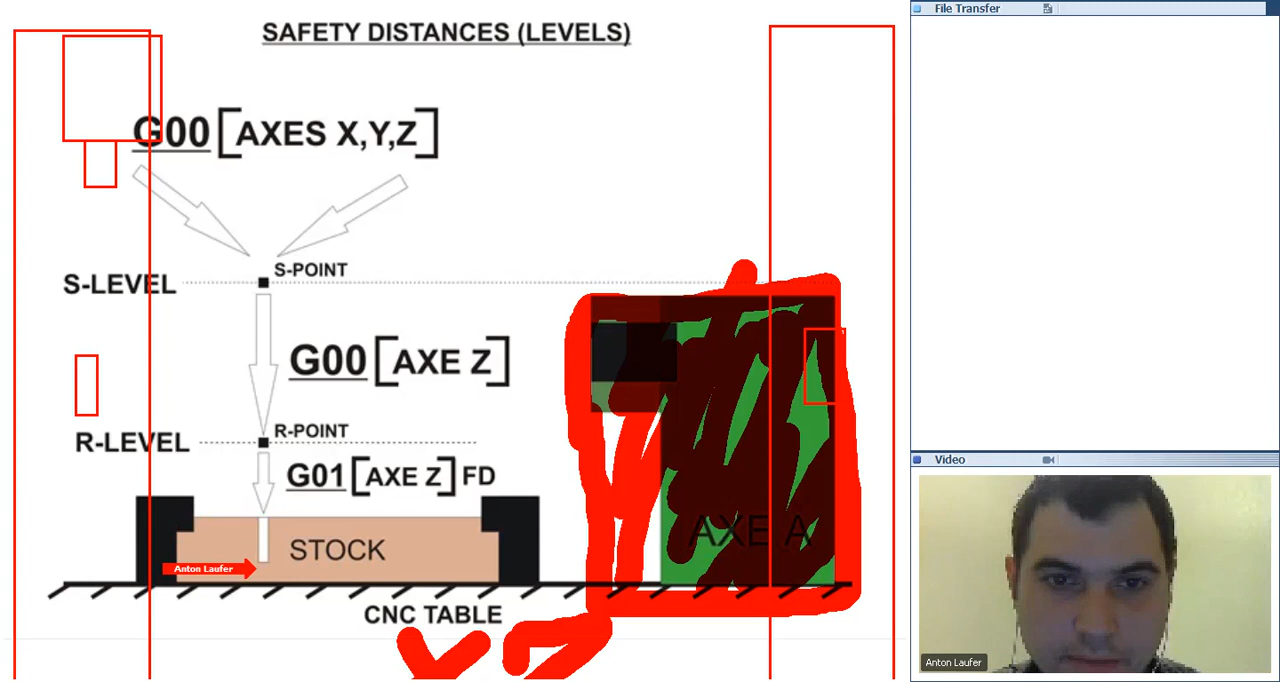 SAFETY DISTANCES (LEVELS)
File Transfer
G00 [AXES X,Y,Z]
S-POINT
S-LEVEL
G00 [AXE Z]
R-POINT
R-LEVEL
G01 [AXE Z] FD
Video
AXE A
STOCK
Anton Laufer
CNC TABLE
Anton Laufer